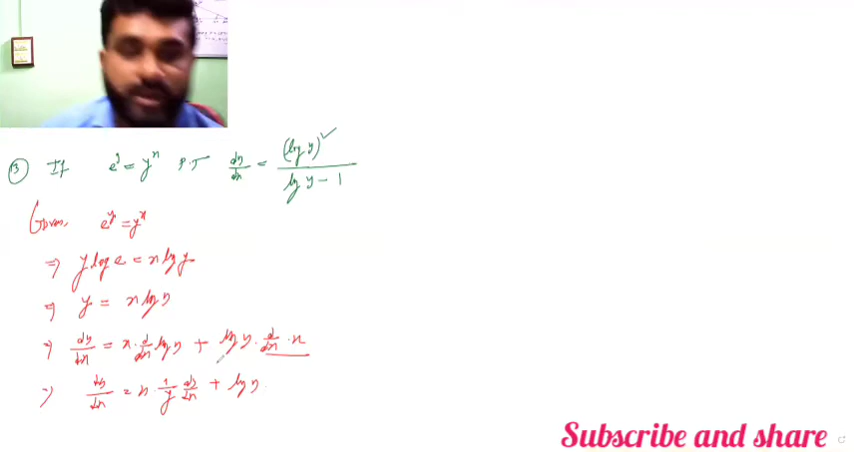 (13) If e^y = y^x P.T dy/dx = (log y)^2 / log y - 1
Given, e^y = y^x
⇒ y log e = x log y
⇒ y = x log y
⇒ dy/dx = x · d/dx log y + log y · d/dx · x
⇒ dy/dx = x · 1/y dy/dx + log y ·
Subscribe and share